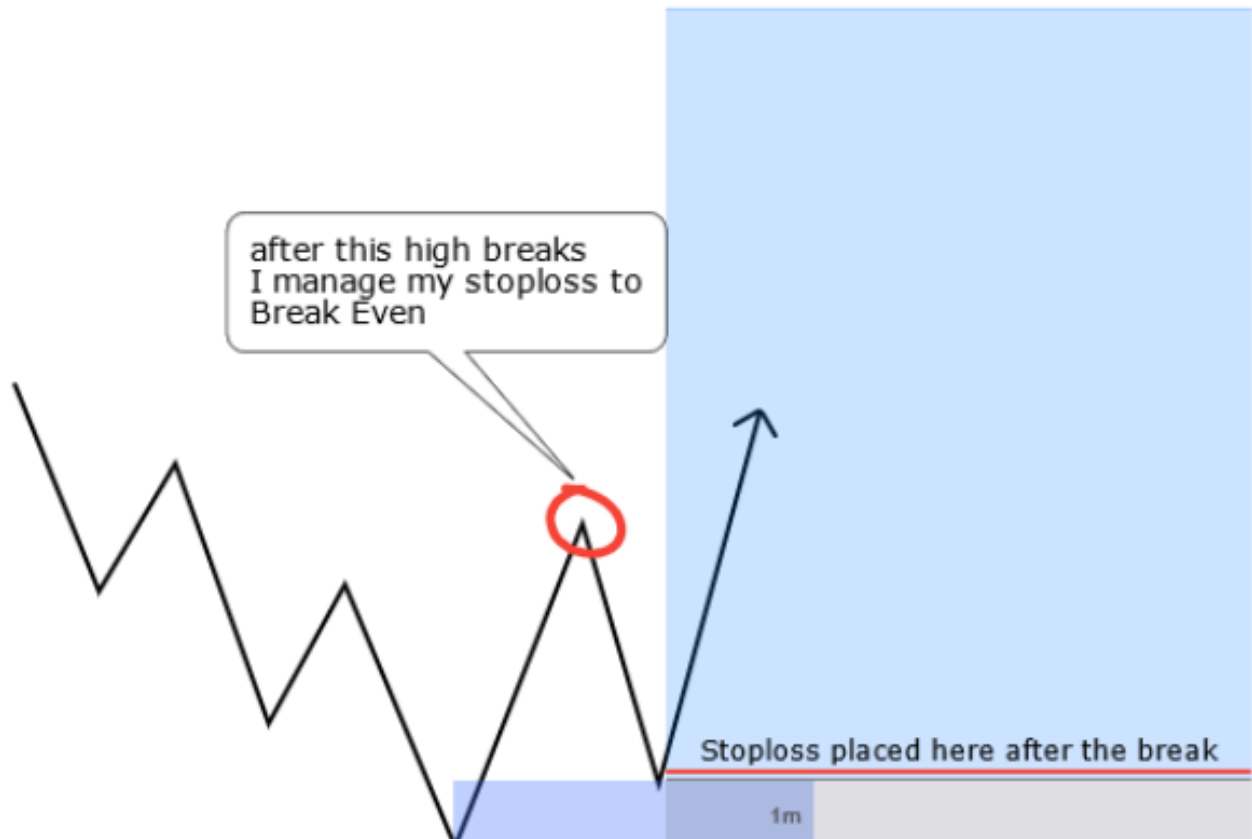 after this high breaks
I manage my stoploss to
Break Even
Stoploss placed here after the break
1m